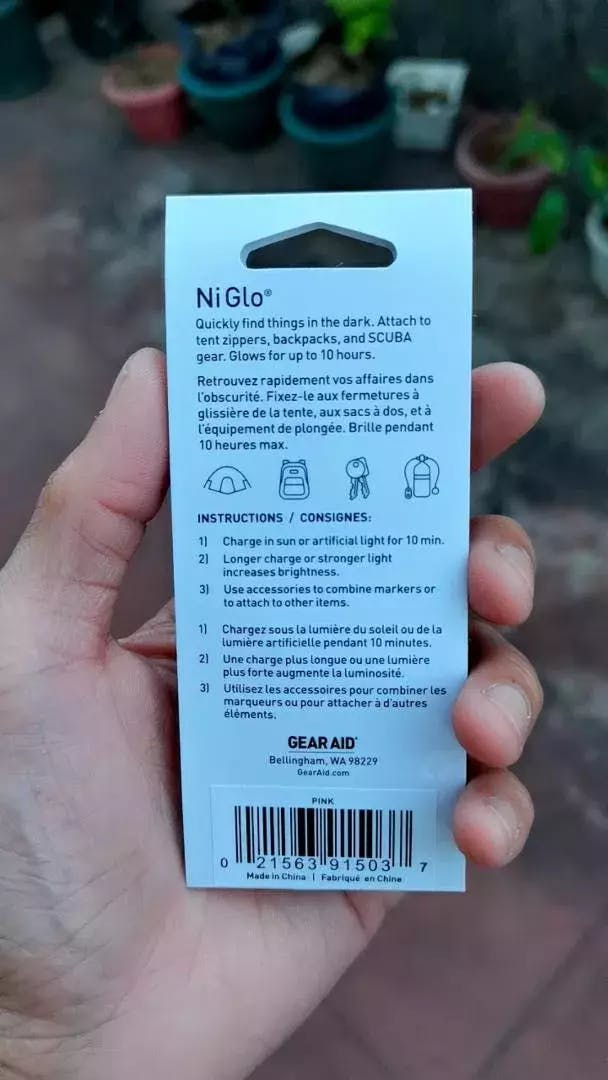 Ni Glo®
Quickly find things in the dark. Attach to
tent zippers, backpacks, and SCUBA
gear. Glows for up to 10 hours.
Retrouvez rapidement vos affaires dans
l'obscurité. Fixez-le aux fermetures à
glissière de la tente, aux sacs à dos, et à
l'équipement de plongée. Brille pendant
10 heures max.
INSTRUCTIONS / CONSIGNES:
1) Charge in sun or artificial light for 10 min.
2) Longer charge or stronger light
increases brightness.
3) Use accessories to combine markers or
to attach to other items.
1) Chargez sous la lumière du soleil ou de la
lumière artificielle pendant 10 minutes.
2) Une charge plus longue ou une lumière
plus forte augmente la luminosité.
3) Utilisez les accessoires pour combiner les
marqueurs ou pour attacher à d'autres
éléments.
GEAR AID®
Bellingham, WA 98229
GearAid.com
PINK
0 21563 91503 7
Made in China | Fabriqué en Chine